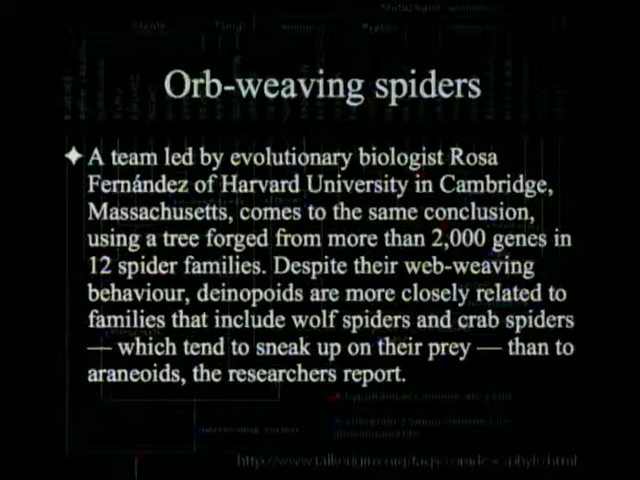 Orb-weaving spiders
✦ A team led by evolutionary biologist Rosa
Fernández of Harvard University in Cambridge,
Massachusetts, comes to the same conclusion,
using a tree forged from more than 2,000 genes in
12 spider families. Despite their web-weaving
behaviour, deinopoids are more closely related to
families that include wolf spiders and crab spiders
— which tend to sneak up on their prey — than to
araneoids, the researchers report.